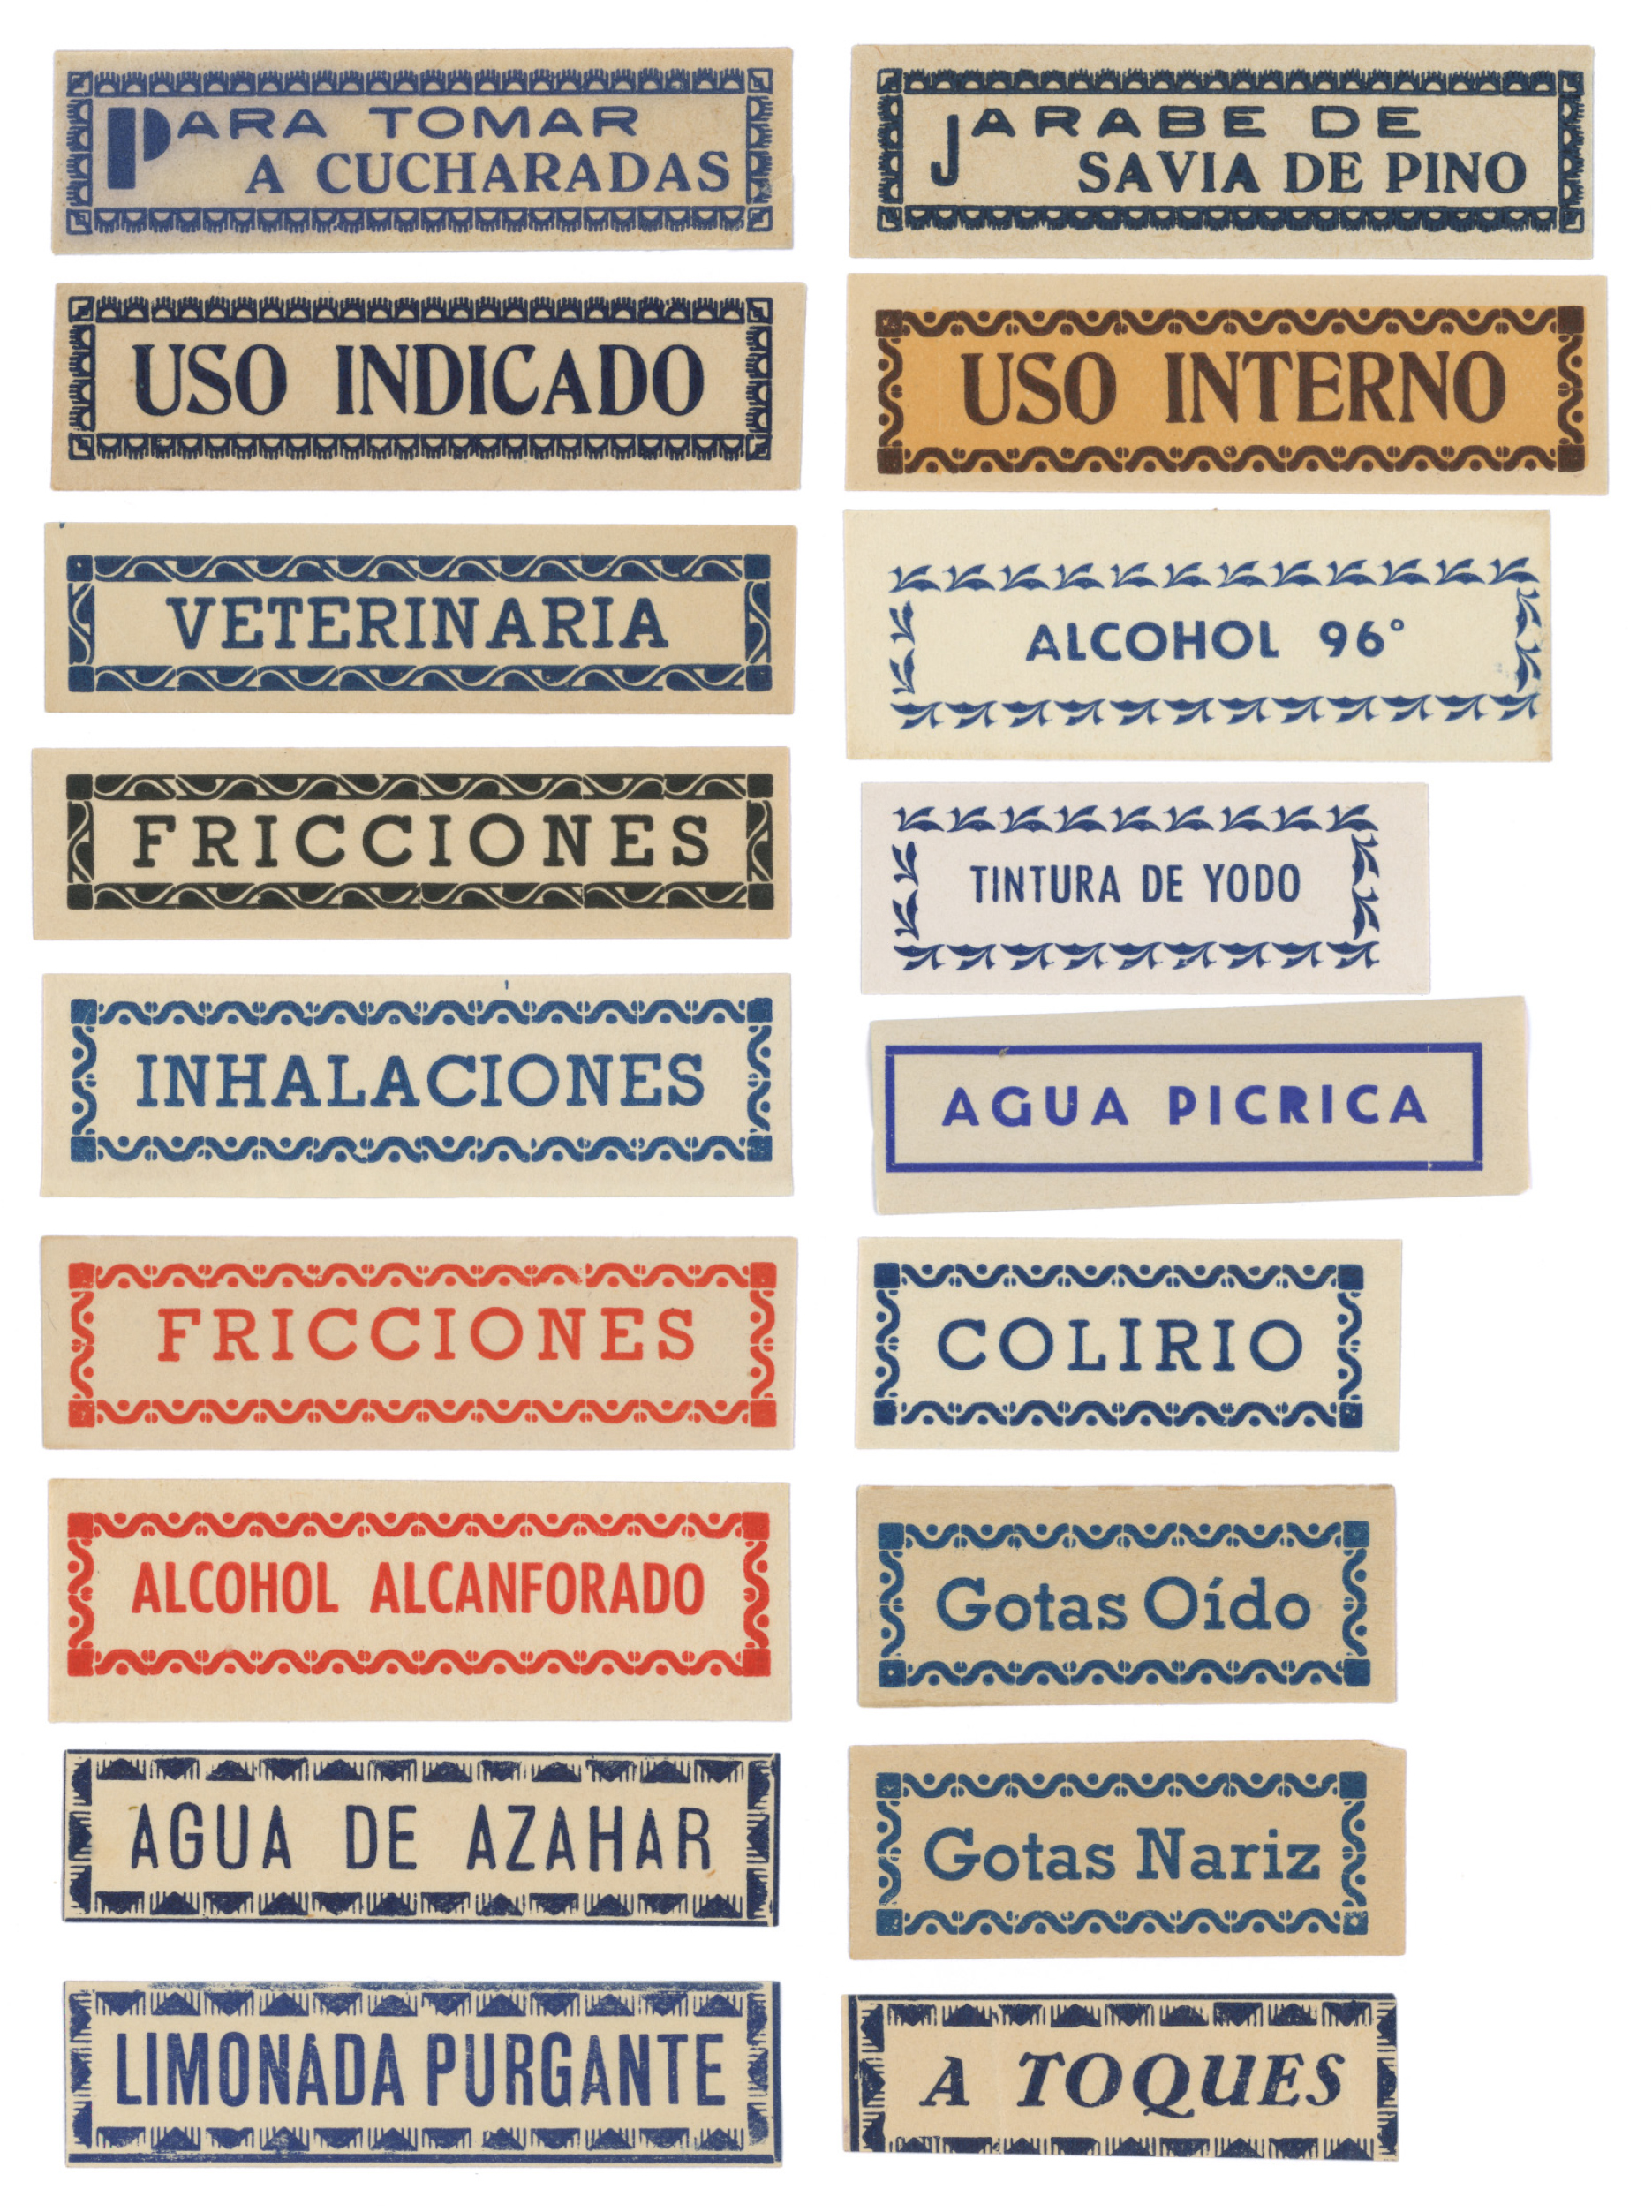 PARA TOMAR
A CUCHARADAS
USO INDICADO
VETERINARIA
FRICCIONES
INHALACIONES
FRICCIONES
ALCOHOL ALCANFORADO
AGUA DE AZAHAR
LIMONADA PURGANTE
JARABE DE
SAVIA DE PINO
USO INTERNO
ALCOHOL 96°
TINTURA DE YODO
AGUA PICRICA
COLIRIO
Gotas Oído
Gotas Nariz
A TOQUES